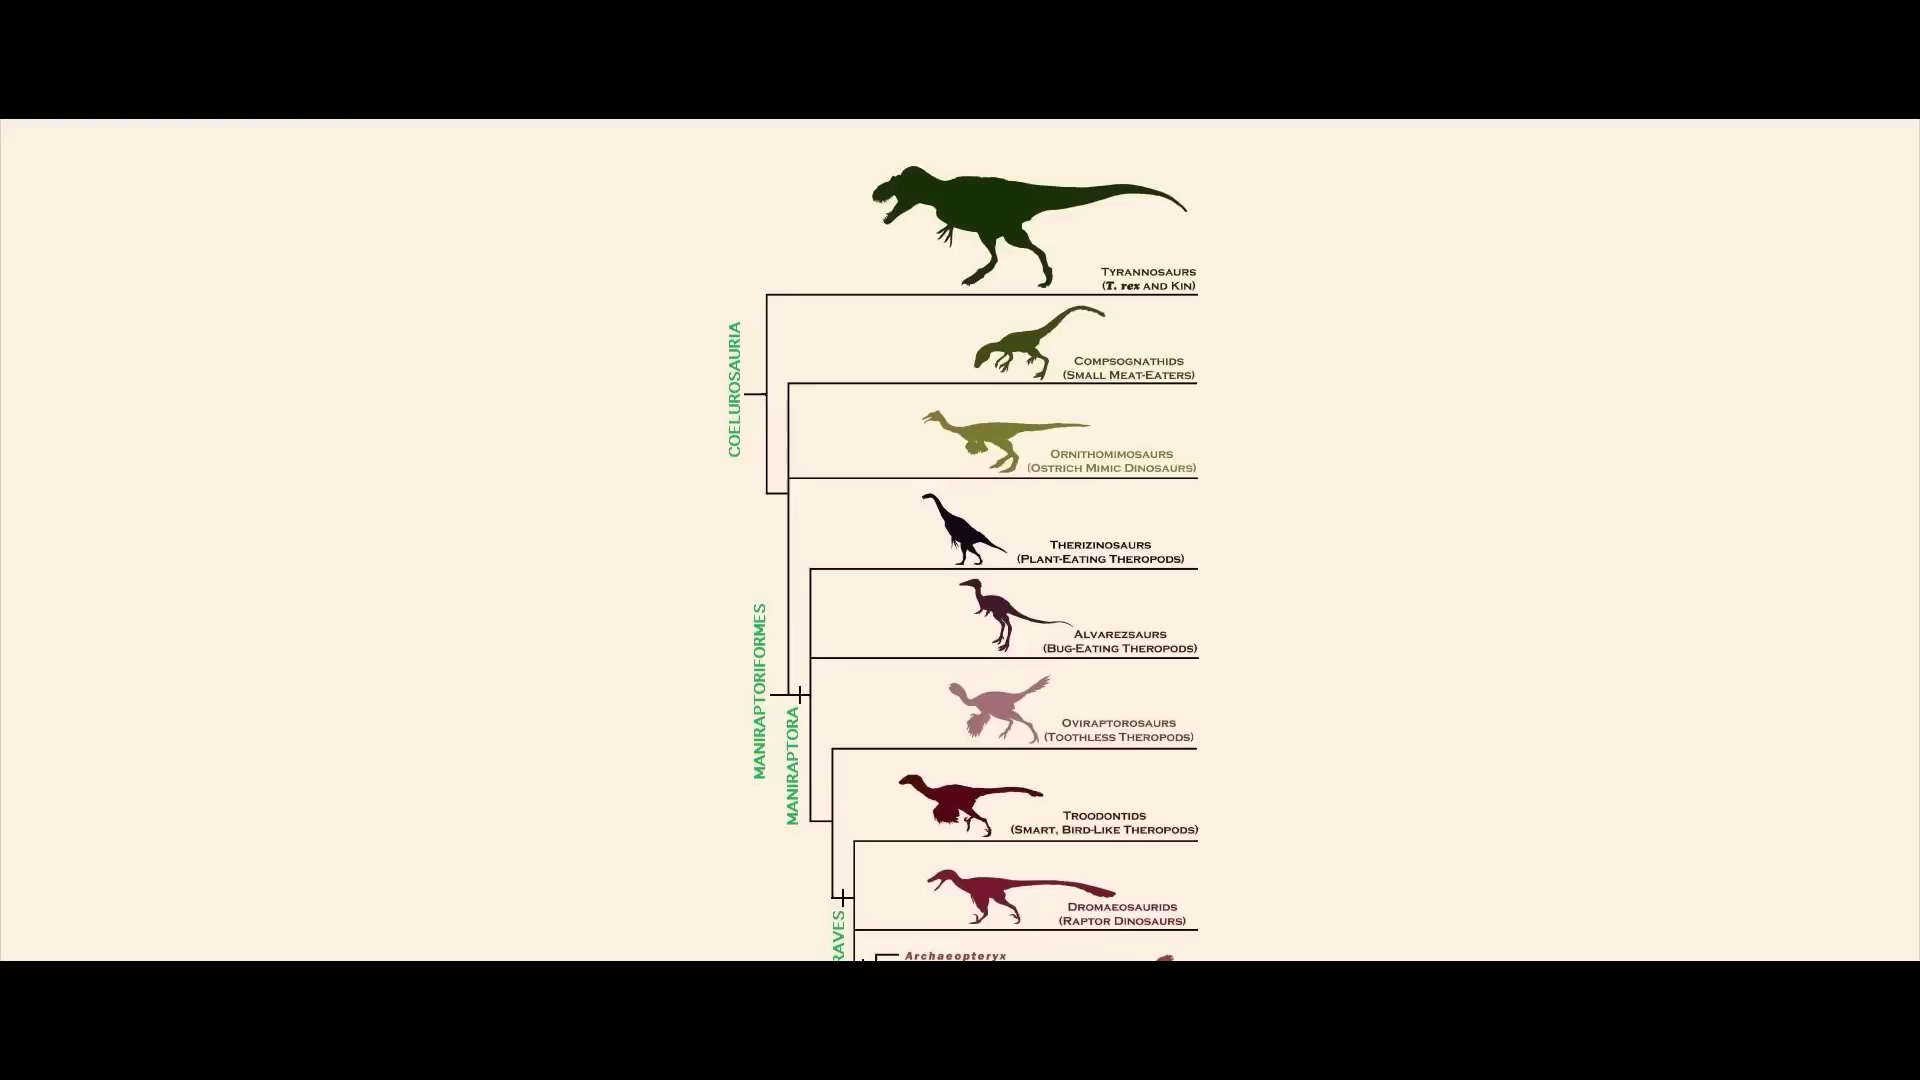 TYRANNOSAURS
(T. rex AND KIN)
COELUROSAURIA
COMPSOGNATHIDS
(SMALL MEAT-EATERS)
ORNITHOMIMOSAURS
(OSTRICH MIMIC DINOSAURS)
THERIZINOSAURS
(PLANT-EATING THEROPODS)
MANIRAPTORIFORMES
ALVAREZSAURS
(BUG-EATING THEROPODS)
MANIRAPTORA
OVIRAPTOROSAURS
(TOOTHLESS THEROPODS)
TROODONTIDS
(SMART, BIRD-LIKE THEROPODS)
DROMAEOSAURIDS
(RAPTOR DINOSAURS)
RAVES
Archaeopteryx